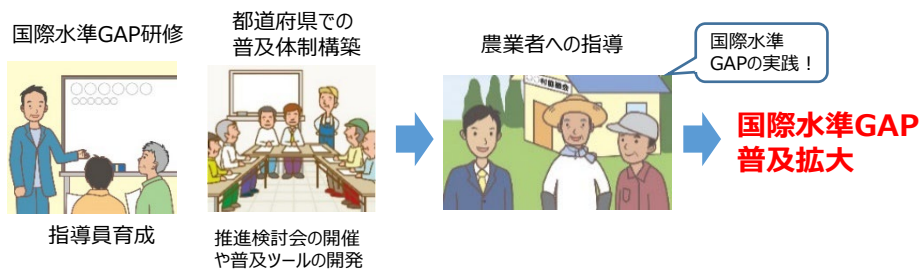 国際水準GAP研修
都道府県での
普及体制構築
農業者への指導
国際水準
GAPの実践！
国際水準GAP
普及拡大
指導員育成
推進検討会の開催
や普及ツールの開発